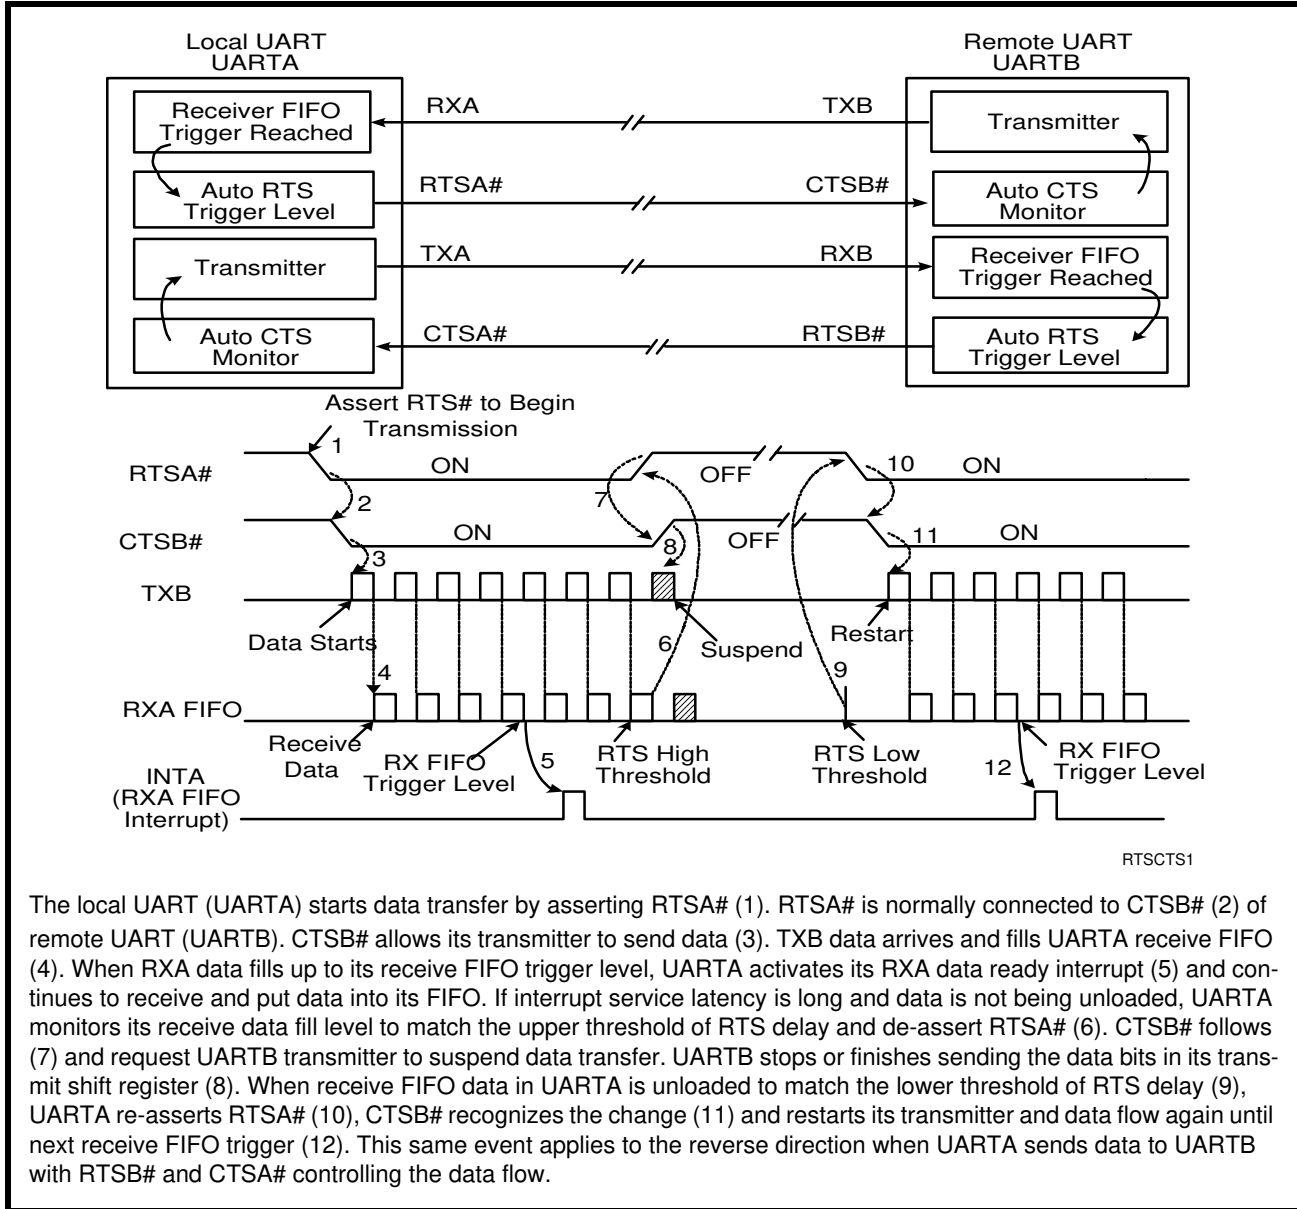 Local UART
UARTA
Remote UART
UARTB
Receiver FIFO
Trigger Reached
RXA
TXB
Transmitter
Auto RTS
Trigger Level
RTSA#
CTSB#
Auto CTS
Monitor
Transmitter
TXA
RXB
Receiver FIFO
Trigger Reached
Auto CTS
Monitor
CTSA#
RTSB#
Auto RTS
Trigger Level
Assert RTS# to Begin
Transmission
1
RTSA#
ON
OFF
10
ON
2
7
CTSB#
ON
8
OFF
11
ON
3
TXB
Data Starts
6
Suspend
Restart
4
9
RXA FIFO
Receive
Data
RX FIFO
Trigger Level
5
RTS High
Threshold
RTS Low
Threshold
12
RX FIFO
Trigger Level
INTA
(RXA FIFO
Interrupt)
RTSCTS1
The local UART (UARTA) starts data transfer by asserting RTSA# (1). RTSA# is normally connected to CTSB# (2) of
remote UART (UARTB). CTSB# allows its transmitter to send data (3). TXB data arrives and fills UARTA receive FIFO
(4). When RXA data fills up to its receive FIFO trigger level, UARTA activates its RXA data ready interrupt (5) and con-
tinues to receive and put data into its FIFO. If interrupt service latency is long and data is not being unloaded, UARTA
monitors its receive data fill level to match the upper threshold of RTS delay and de-assert RTSA# (6). CTSB# follows
(7) and request UARTB transmitter to suspend data transfer. UARTB stops or finishes sending the data bits in its trans-
mit shift register (8). When receive FIFO data in UARTA is unloaded to match the lower threshold of RTS delay (9),
UARTA re-asserts RTSA# (10), CTSB# recognizes the change (11) and restarts its transmitter and data flow again until
next receive FIFO trigger (12). This same event applies to the reverse direction when UARTA sends data to UARTB
with RTSB# and CTSA# controlling the data flow.